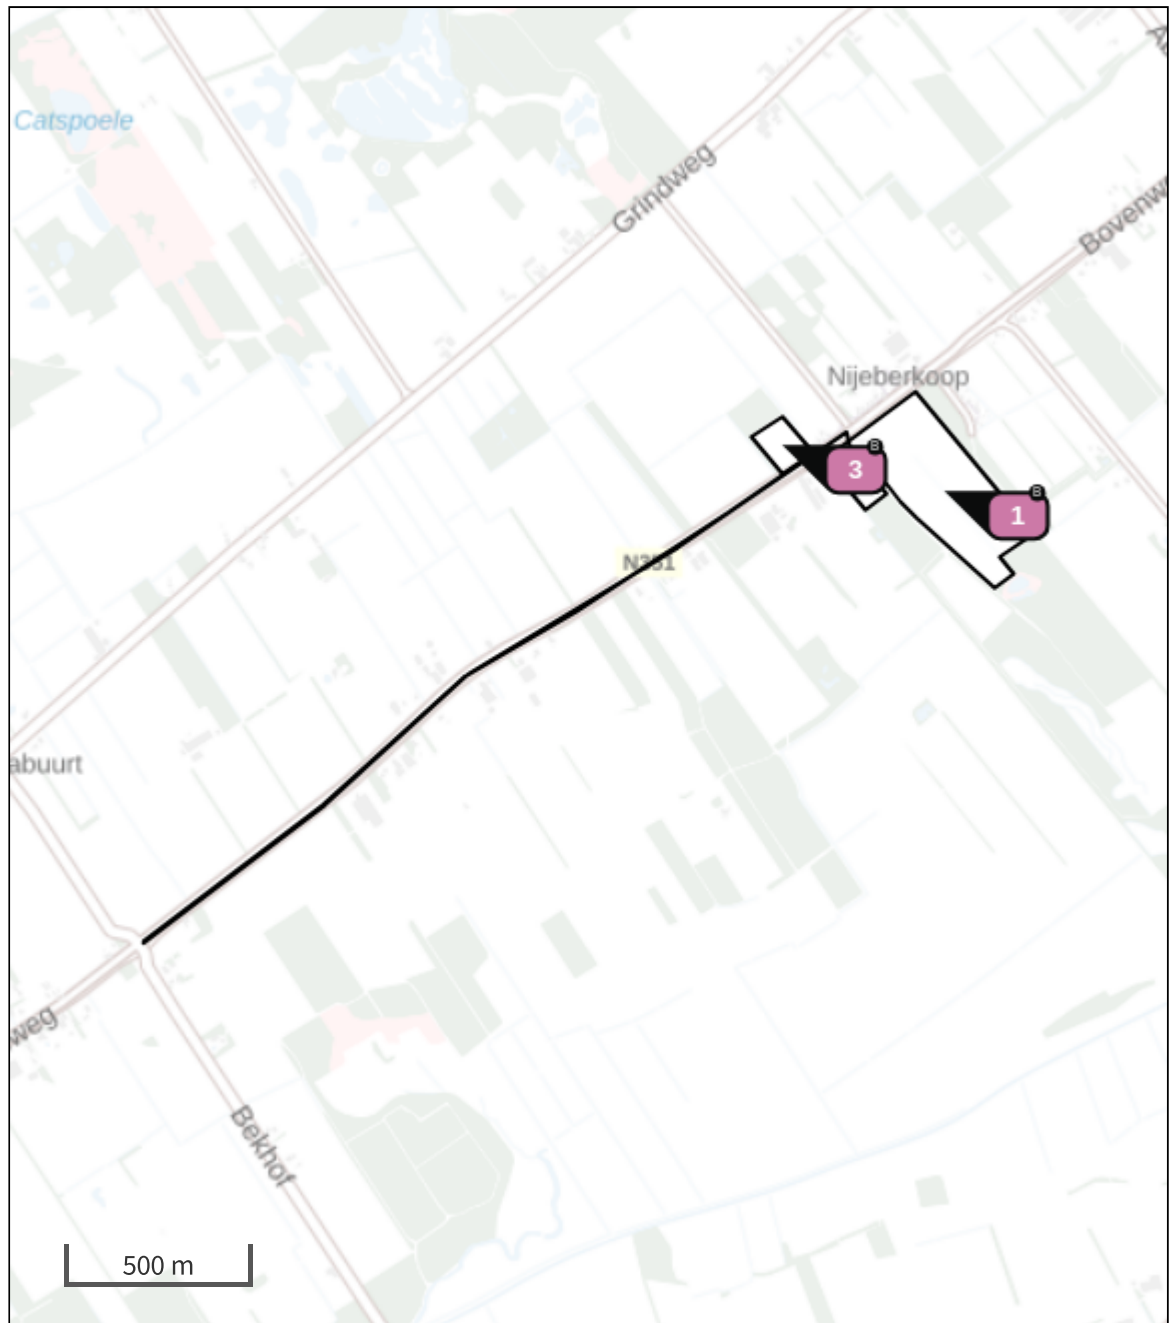 Catspoele
Grindweg
Bovenw
Nijeberkoop
B
3
B
1
N351
abuurt
weg
Bekhof
500 m